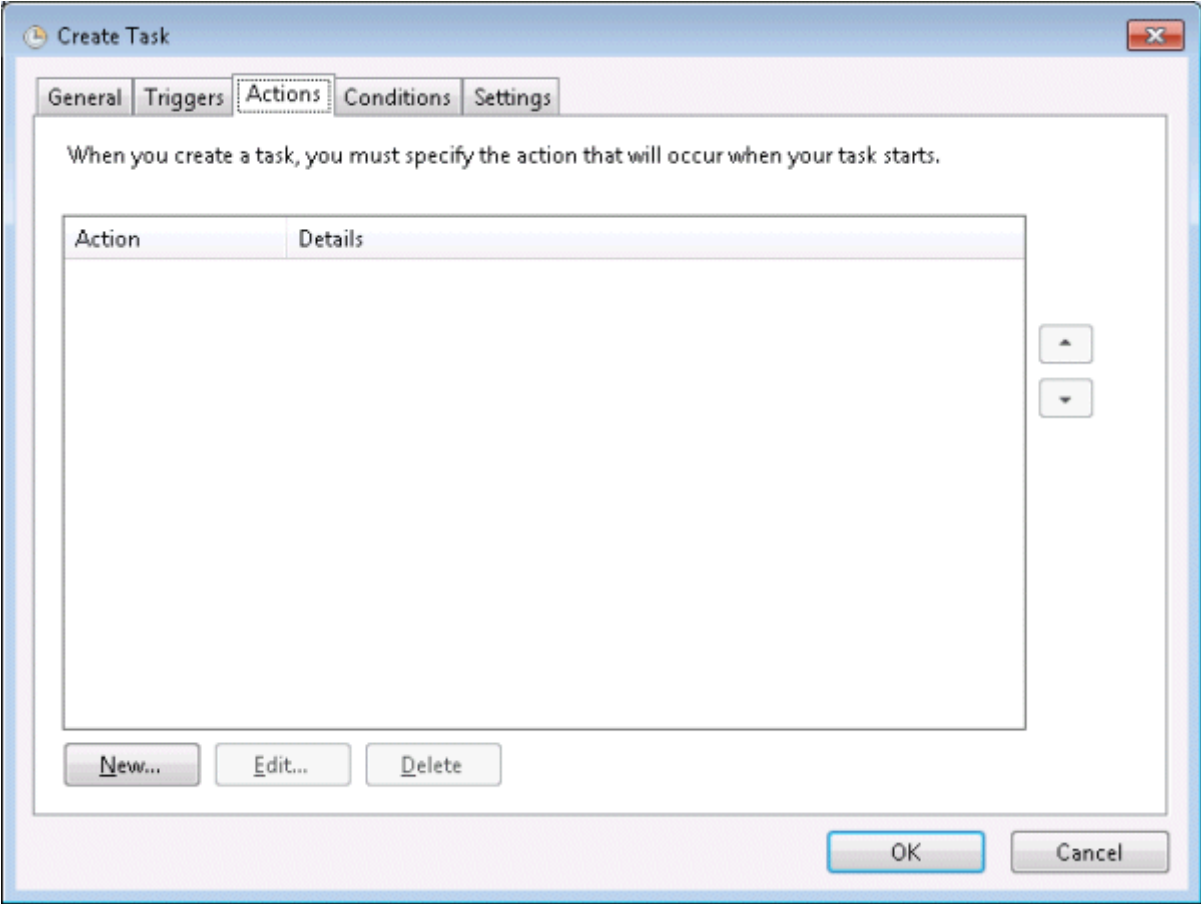 Create Task
General Triggers Actions Conditions Settings
When you create a task, you must specify the action that will occur when your task starts.
Action Details
New... Edit... Delete
OK Cancel